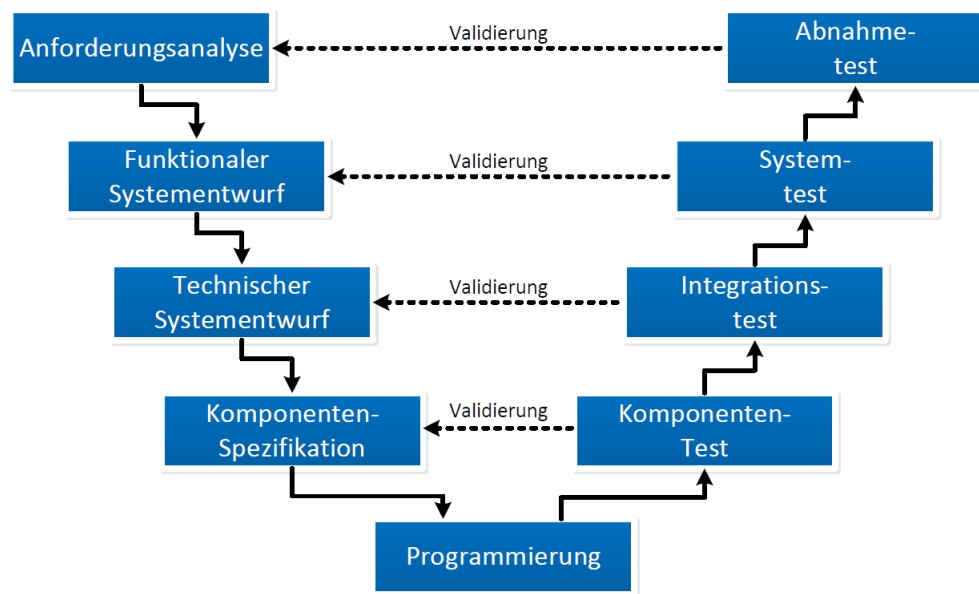 Anforderungsanalyse
Validierung
Abnahme-
test
Funktionaler
Systementwurf
Validierung
System-
test
Technischer
Systementwurf
Validierung
Integrations-
test
Komponenten-
Spezifikation
Validierung
Komponenten-
Test
Programmierung